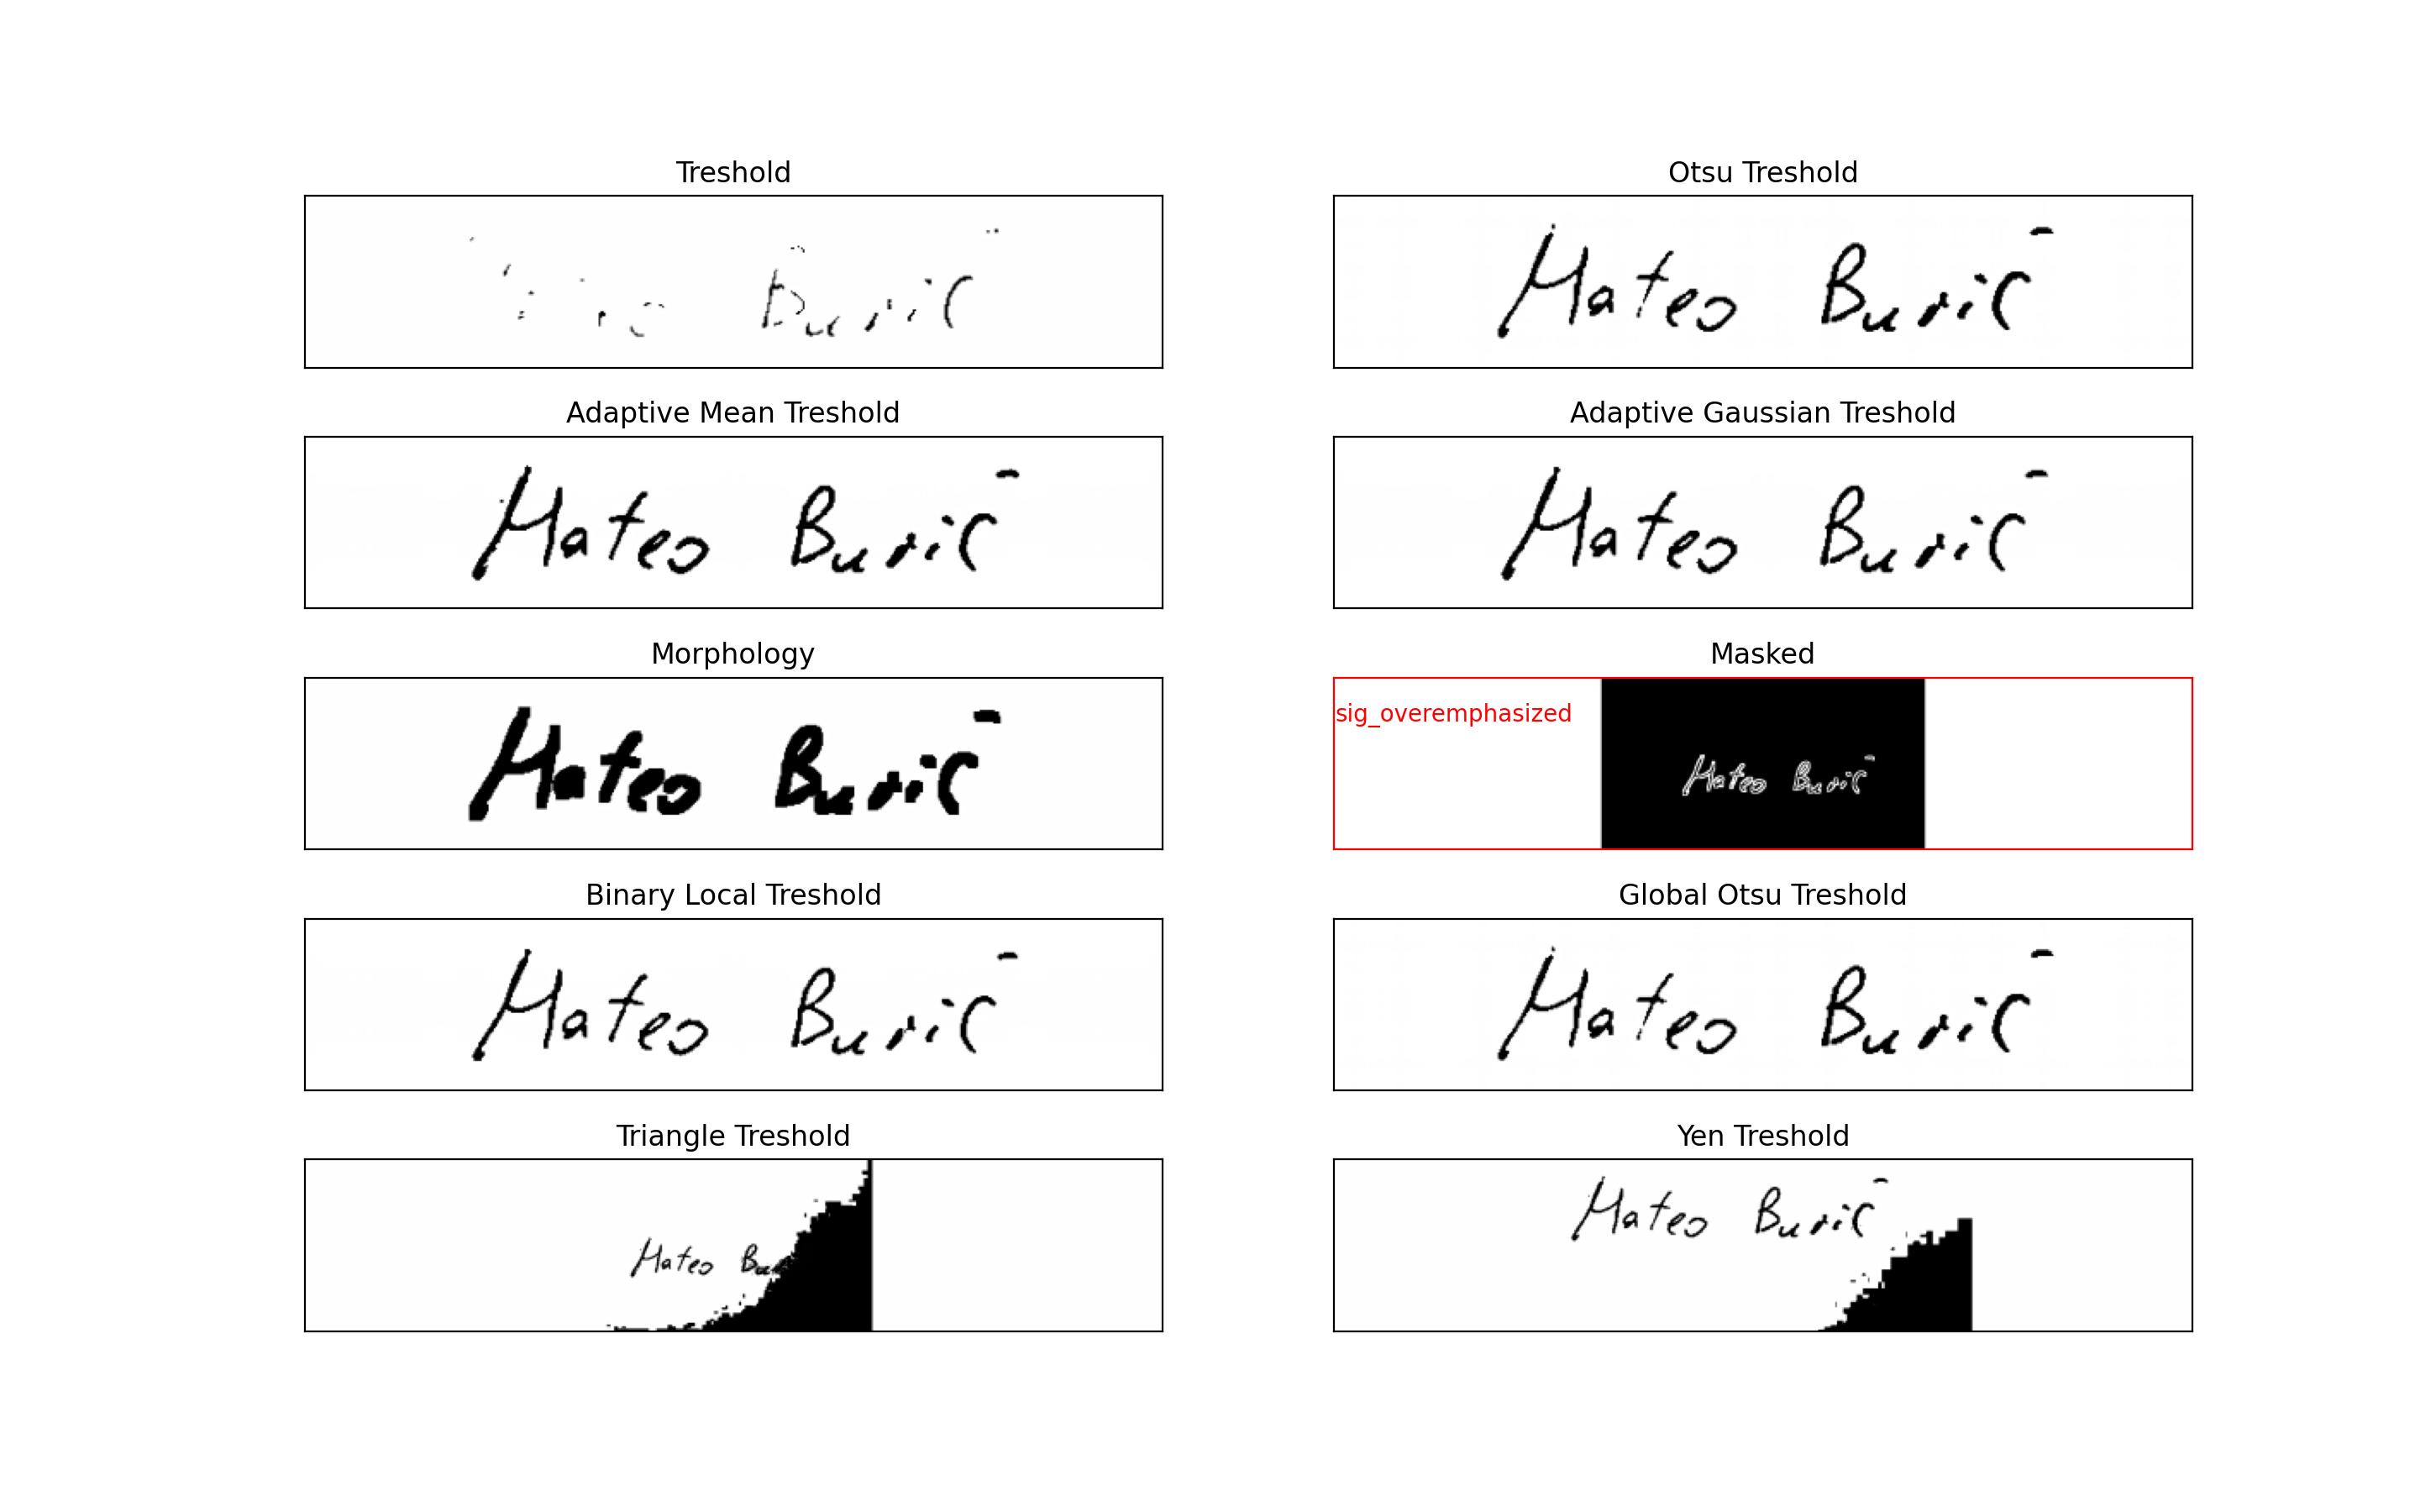 Treshold
Burić
Otsu Treshold
Mateo Burić
Adaptive Mean Treshold
Mateo Burić
Adaptive Gaussian Treshold
Mateo Burić
Morphology
Mateo Burić
Masked
sig_overemphasized
Mateo Burić
Binary Local Treshold
Mateo Burić
Global Otsu Treshold
Mateo Burić
Triangle Treshold
Mateo
Yen Treshold
Mateo Burić